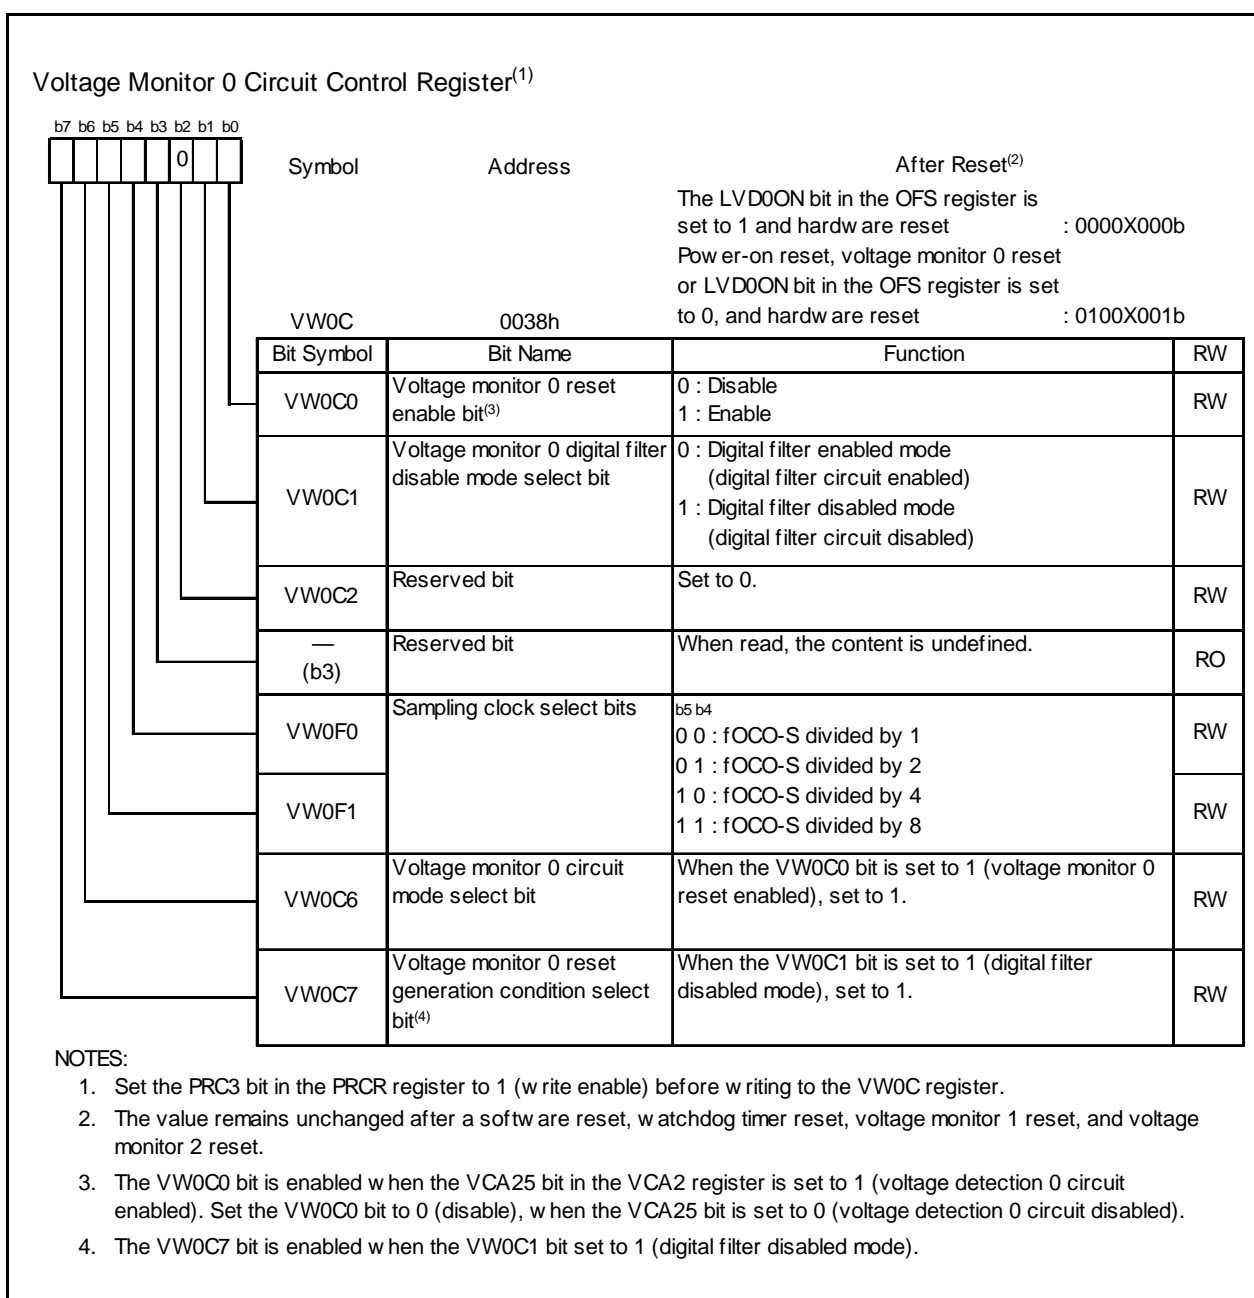 Voltage Monitor 0 Circuit Control Register(1)
b7 b6 b5 b4 b3 b2 b1 b0
0
Symbol Address After Reset(2)
The LVD0ON bit in the OFS register is
set to 1 and hardware reset : 0000X000b
Power-on reset, voltage monitor 0 reset
or LVD0ON bit in the OFS register is set
VW0C 0038h to 0, and hardware reset : 0100X001b
Bit Symbol Bit Name Function RW
VW0C0 Voltage monitor 0 reset 0 : Disable RW
enable bit(3) 1 : Enable
Voltage monitor 0 digital filter 0 : Digital filter enabled mode
disable mode select bit (digital filter circuit enabled)
VW0C1 1 : Digital filter disabled mode RW
(digital filter circuit disabled)
VW0C2 Reserved bit Set to 0. RW
— Reserved bit When read, the content is undefined. RO
(b3)
Sampling clock select bits b5 b4
VW0F0 0 0 : fOCO-S divided by 1 RW
0 1 : fOCO-S divided by 2
VW0F1 1 0 : fOCO-S divided by 4 RW
1 1 : fOCO-S divided by 8
Voltage monitor 0 circuit When the VW0C0 bit is set to 1 (voltage monitor 0
VW0C6 mode select bit reset enabled), set to 1. RW
Voltage monitor 0 reset When the VW0C1 bit is set to 1 (digital filter
VW0C7 generation condition select disabled mode), set to 1. RW
bit(4)
NOTES:
1. Set the PRC3 bit in the PRCR register to 1 (write enable) before writing to the VW0C register.
2. The value remains unchanged after a software reset, watchdog timer reset, voltage monitor 1 reset, and voltage
monitor 2 reset.
3. The VW0C0 bit is enabled when the VCA25 bit in the VCA2 register is set to 1 (voltage detection 0 circuit
enabled). Set the VW0C0 bit to 0 (disable), when the VCA25 bit is set to 0 (voltage detection 0 circuit disabled).
4. The VW0C7 bit is enabled when the VW0C1 bit set to 1 (digital filter disabled mode).